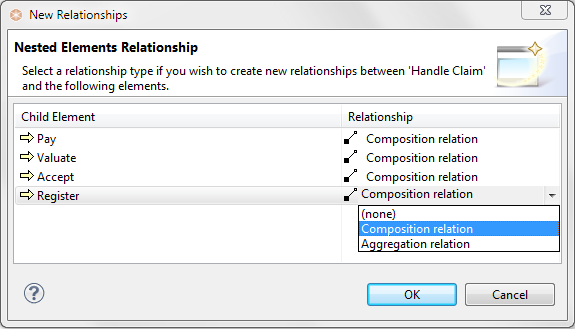 New Relationships
Nested Elements Relationship
Select a relationship type if you wish to create new relationships between 'Handle Claim'
and the following elements.
Child Element Relationship
Pay Composition relation
Valuate Composition relation
Accept Composition relation
Register Composition relation
(none)
Composition relation
Aggregation relation
? OK Cancel